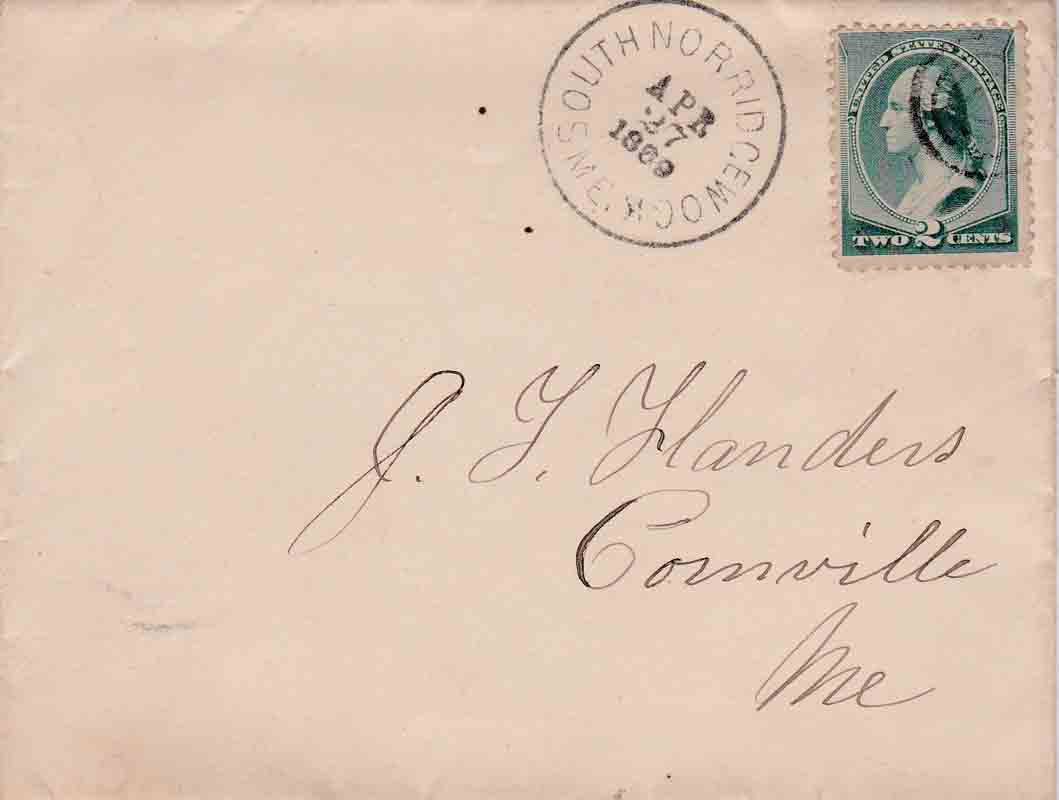 SOUTH NORRIDGEWOCK, ME.
APR
27
1889
UNITED STATES POSTAGE
TWO 2 CENTS
J. F. Flanders
Cornville
Me